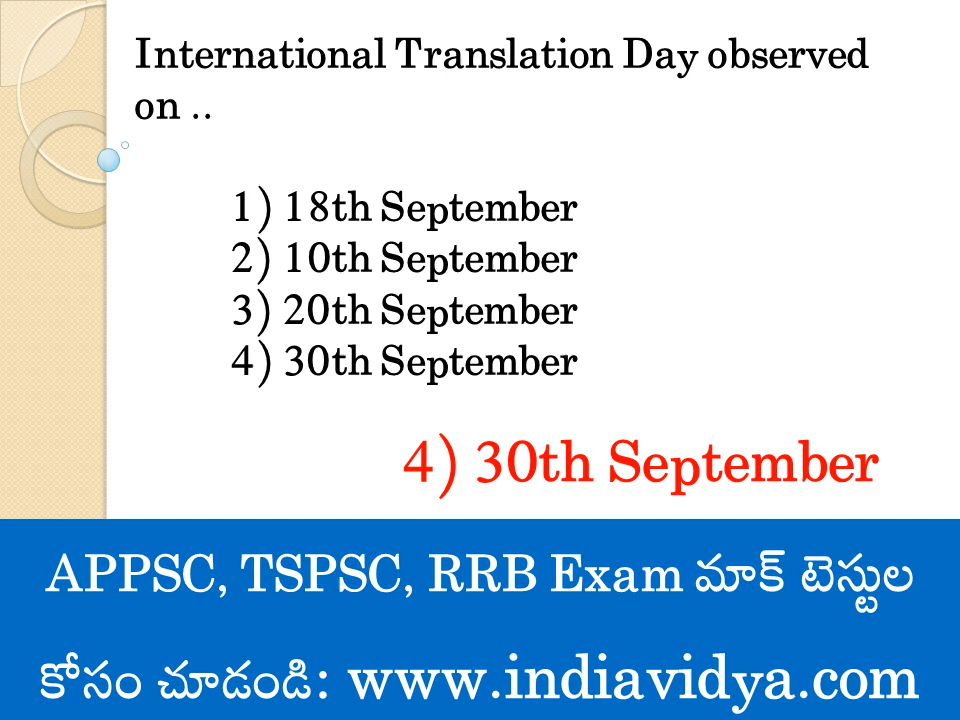 International Translation Day observed
on ..
1) 18th September
2) 10th September
3) 20th September
4) 30th September
4) 30th September
APPSC, TSPSC, RRB Exam మాక్ టెస్టుల
కోసం చూడండి: www.indiavidya.com